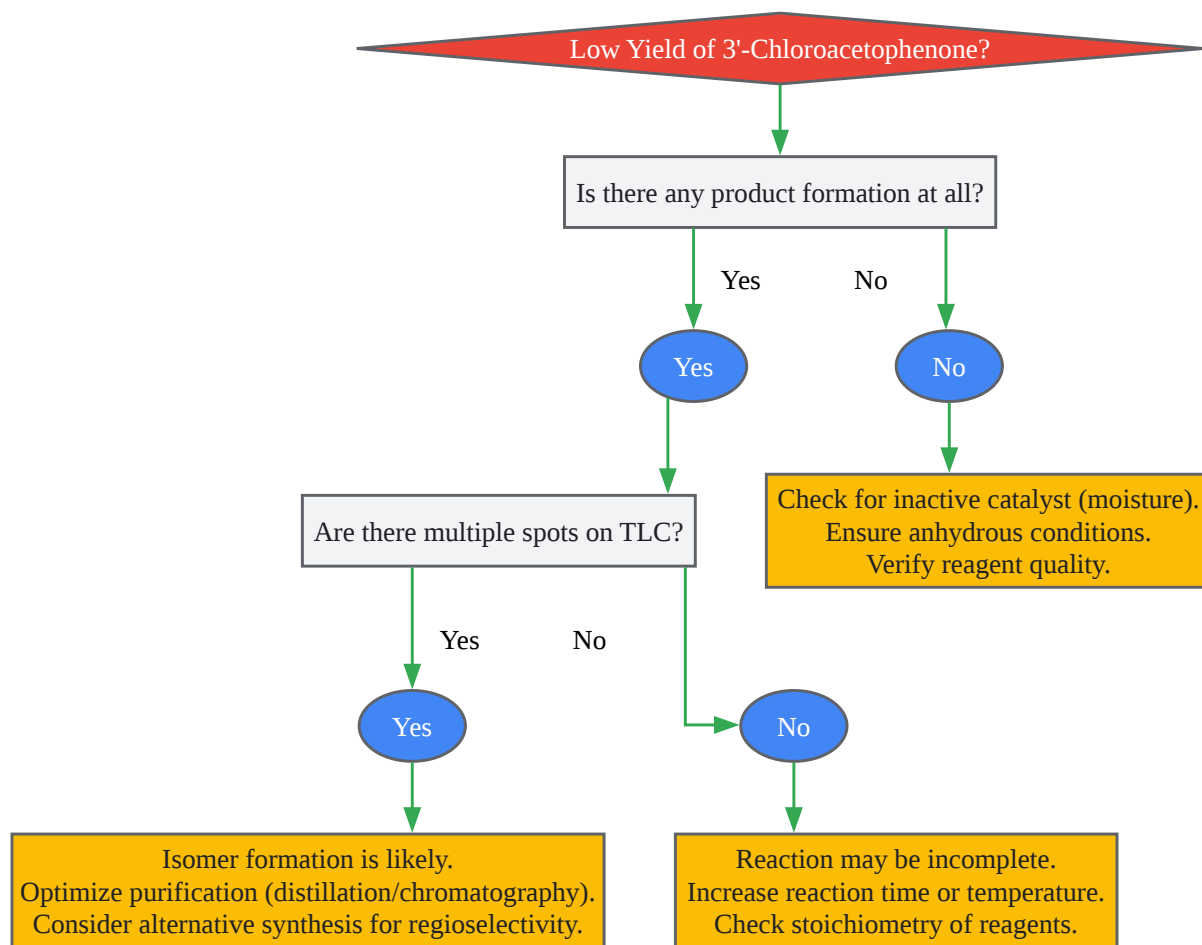 Low Yield of 3'-Chloroacetophenone?
Is there any product formation at all?
Yes
No
Yes
No
Check for inactive catalyst (moisture).
Ensure anhydrous conditions.
Verify reagent quality.
Are there multiple spots on TLC?
Yes
No
Yes
No
Isomer formation is likely.
Optimize purification (distillation/chromatography).
Consider alternative synthesis for regioselectivity.
Reaction may be incomplete.
Increase reaction time or temperature.
Check stoichiometry of reagents.